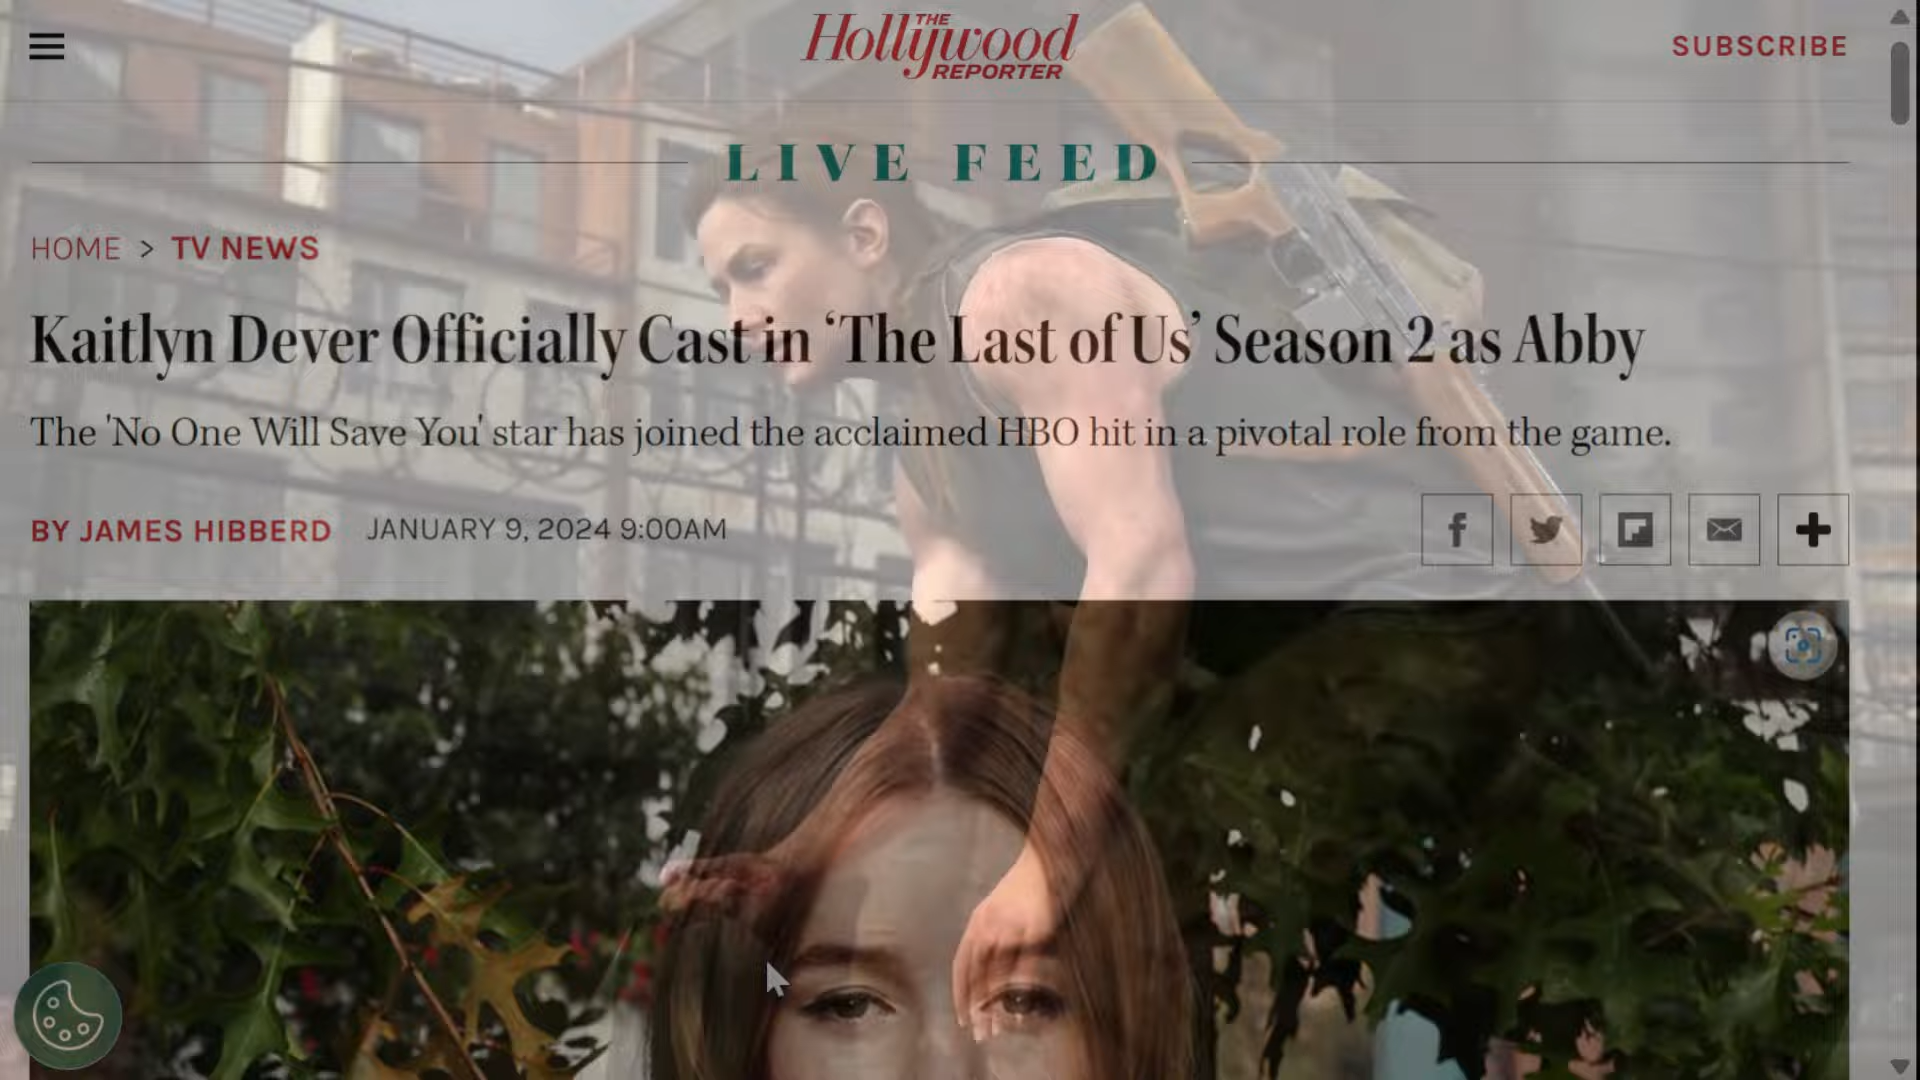 THE
Hollywood
REPORTER
SUBSCRIBE
LIVE FEED
HOME > TV NEWS
Kaitlyn Dever Officially Cast in ‘The Last of Us’ Season 2 as Abby
The 'No One Will Save You' star has joined the acclaimed HBO hit in a pivotal role from the game.
BY JAMES HIBBERD JANUARY 9, 2024 9:00AM